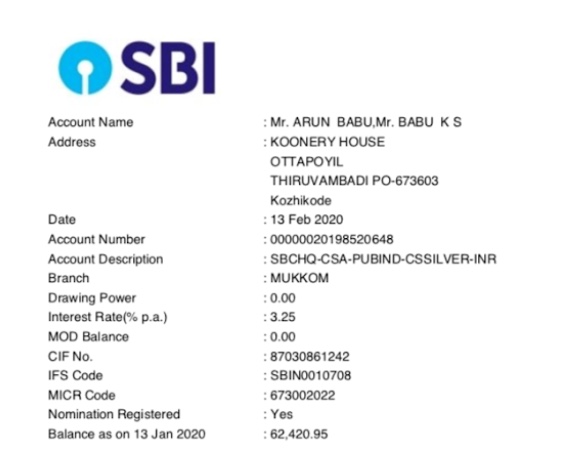 SBI
Account Name : Mr. ARUN BABU,Mr. BABU K S
Address : KOONERY HOUSE
OTTAPOYIL
THIRUVAMBADI PO-673603
Kozhikode
Date : 13 Feb 2020
Account Number : 00000020198520648
Account Description : SBCHQ-CSA-PUBIND-CSSILVER-INR
Branch : MUKKOM
Drawing Power : 0.00
Interest Rate(% p.a.) : 3.25
MOD Balance : 0.00
CIF No. : 87030861242
IFS Code : SBIN0010708
MICR Code : 673002022
Nomination Registered : Yes
Balance as on 13 Jan 2020 : 62,420.95